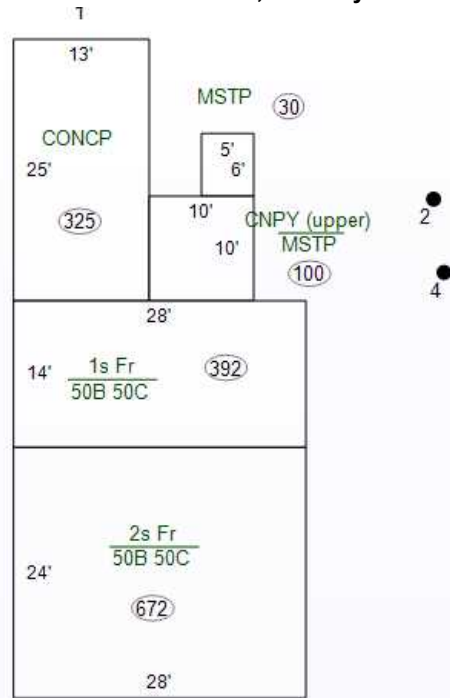 13'
MSTP
30
CONCP
5'
25'
6'
10'
325
CNPY (upper)
MSTP
2
10'
100
4
28'
1s Fr
392
14'
50B 50C
2s Fr
50B 50C
24'
672
28'